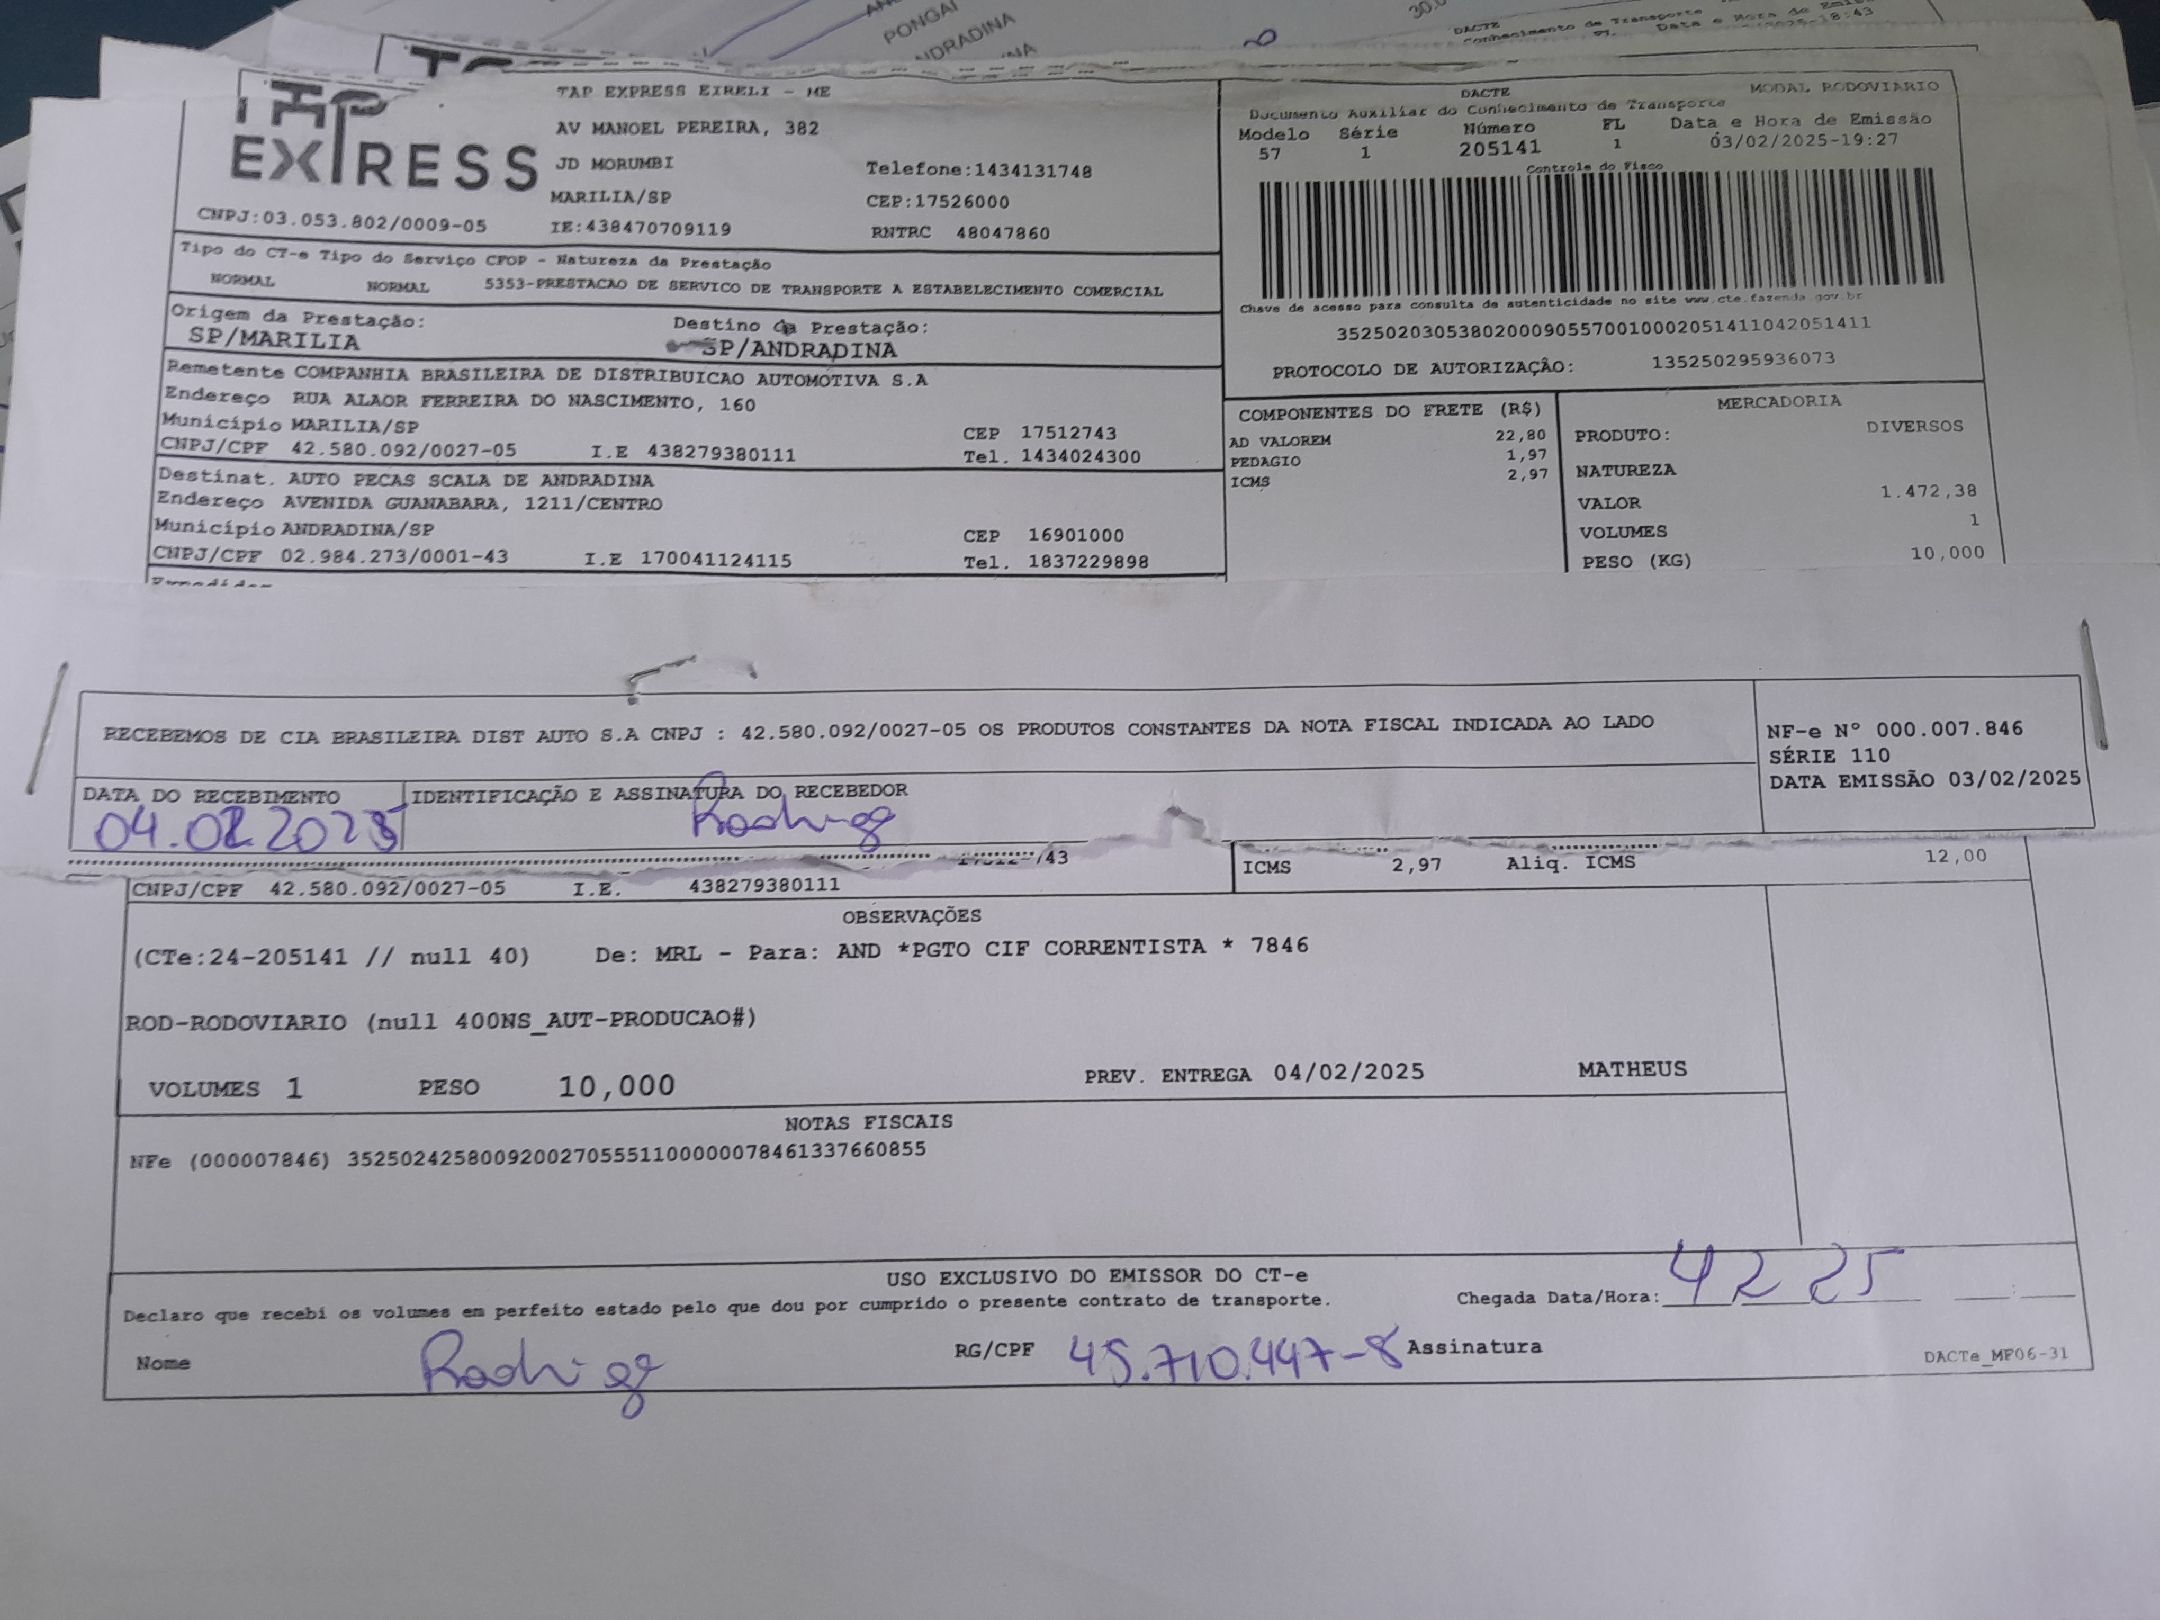 PONGAI
ANDRADINA
DACTE
Conhecimento de Transporte
Data e Hora de Emis
2025-18:43
TAP EXPRESS
TAP EXPRESS EIRELI - ME
AV MANOEL PEREIRA, 382
JD MORUMBI
Telefone:1434131748
MARILIA/SP
CEP:17526000
CNPJ:03.053.802/0009-05
IE:438470709119
RNTRC 48047860
DACTE
MODAL RODOVIARIO
Documento Auxiliar do Conhecimento de Transporte
Modelo Série Número FL Data e Hora de Emissão
57 1 205141 1 03/02/2025-19:27
Controle do Fisco
Chave de acesso para consulta de autenticidade no site www.cte.fazenda.gov.br
35250203053802000905570010002051411042051411
PROTOCOLO DE AUTORIZAÇÃO: 135250295936073
Tipo do CT-e Tipo do Serviço CFOP - Natureza da Prestação
NORMAL NORMAL 5353-PRESTACAO DE SERVICO DE TRANSPORTE A ESTABELECIMENTO COMERCIAL
Origem da Prestação: Destino da Prestação:
SP/MARILIA SP/ANDRADINA
Remetente COMPANHIA BRASILEIRA DE DISTRIBUICAO AUTOMOTIVA S.A
Endereço RUA ALAOR FERREIRA DO NASCIMENTO, 160
Município MARILIA/SP CEP 17512743
CNPJ/CPF 42.580.092/0027-05 I.E 438279380111 Tel. 1434024300
Destinat. AUTO PECAS SCALA DE ANDRADINA
Endereço AVENIDA GUANABARA, 1211/CENTRO
Município ANDRADINA/SP CEP 16901000
CNPJ/CPF 02.984.273/0001-43 I.E 170041124115 Tel. 1837229898
COMPONENTES DO FRETE (R$)
AD VALOREM 22,80
PEDAGIO 1,97
ICMS 2,97
MERCADORIA
PRODUTO: DIVERSOS
NATUREZA
VALOR 1.472,38
VOLUMES 1
PESO (KG) 10,000
RECEBEMOS DE CIA BRASILEIRA DIST AUTO S.A CNPJ : 42.580.092/0027-05 OS PRODUTOS CONSTANTES DA NOTA FISCAL INDICADA AO LADO
NF-e Nº 000.007.846
SÉRIE 110
DATA EMISSÃO 03/02/2025
DATA DO RECEBIMENTO IDENTIFICAÇÃO E ASSINATURA DO RECEBEDOR
04.02 2025 Rodrigo
ICMS 2,97 Aliq. ICMS 12,00
CNPJ/CPF 42.580.092/0027-05 I.E. 438279380111
OBSERVAÇÕES
(CTe:24-205141 // null 40) De: MRL - Para: AND *PGTO CIF CORRENTISTA * 7846
ROD-RODOVIARIO (null 400NS_AUT-PRODUCAO#)
VOLUMES 1 PESO 10,000 PREV. ENTREGA 04/02/2025 MATHEUS
NOTAS FISCAIS
NFe (000007846) 35250242580092002705551100000078461337660855
USO EXCLUSIVO DO EMISSOR DO CT-e
Declaro que recebi os volumes em perfeito estado pelo que dou por cumprido o presente contrato de transporte.
Chegada Data/Hora: 4 2 25
Nome Rodrigo RG/CPF 45.710.447-8 Assinatura
DACTe_MF06-31